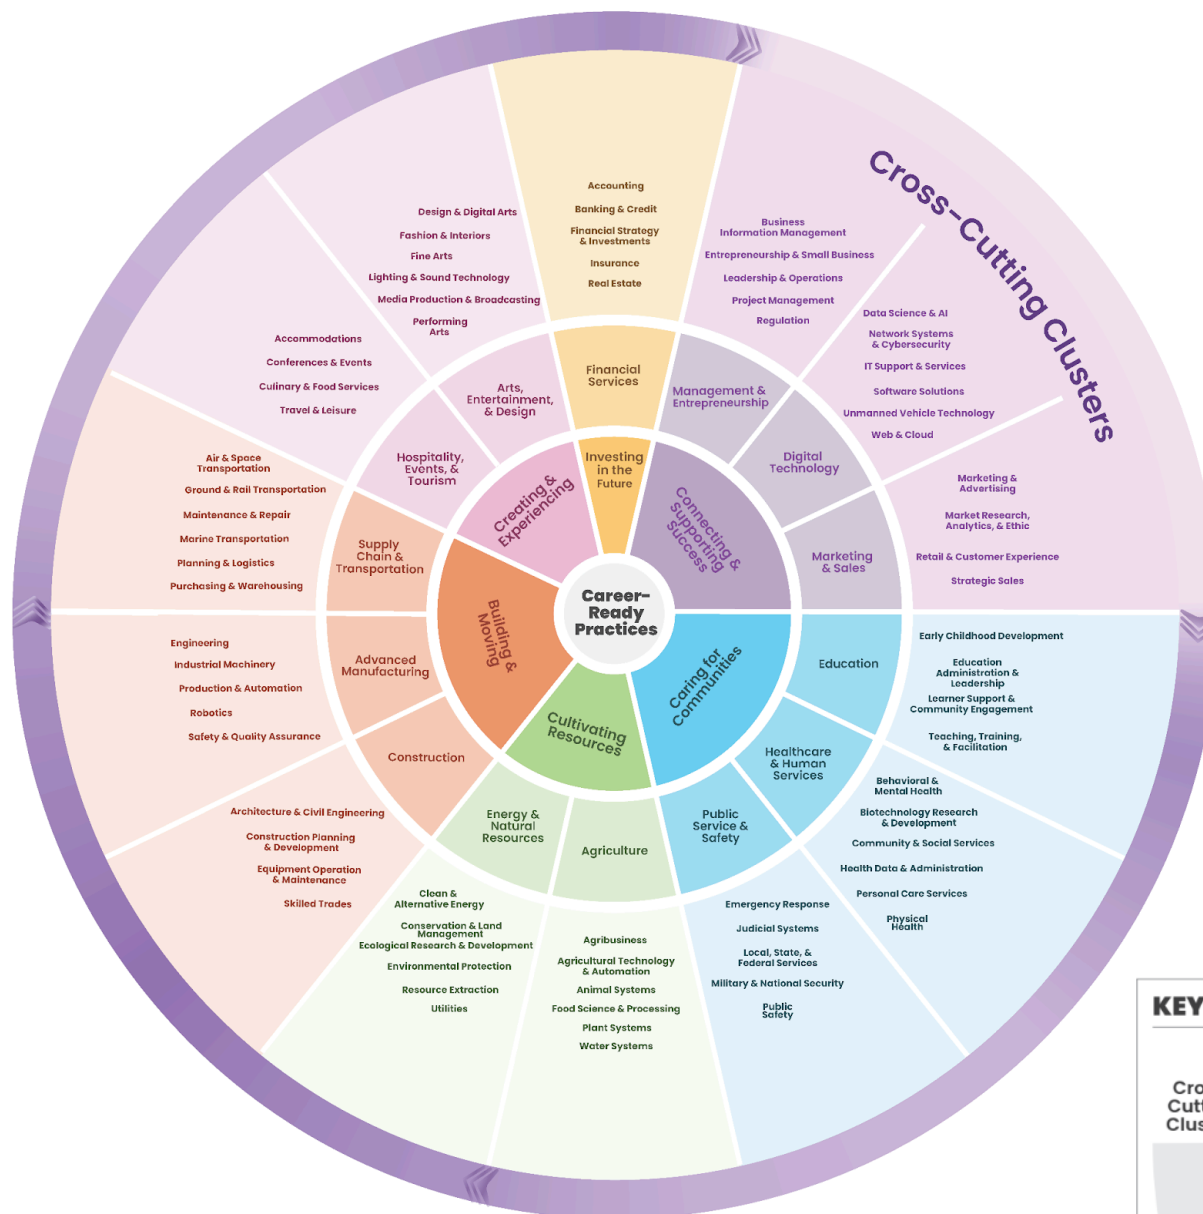 Cross-Cutting Clusters
Career-
Ready
Practices
Investing
in the
Future
Financial
Services
Accounting
Banking & Credit
Financial Strategy
& Investments
Insurance
Real Estate
Connecting &
Supporting
Success
Management &
Entrepreneurship
Business
Information Management
Entrepreneurship & Small Business
Leadership & Operations
Project Management
Regulation
Digital
Technology
Data Science & AI
Network Systems
& Cybersecurity
IT Support & Services
Software Solutions
Unmanned Vehicle Technology
Web & Cloud
Marketing
& Sales
Marketing &
Advertising
Market Research,
Analytics, & Ethic
Retail & Customer Experience
Strategic Sales
Caring for
Communities
Education
Early Childhood Development
Education
Administration &
Leadership
Learner Support &
Community Engagement
Teaching, Training,
& Facilitation
Healthcare
& Human
Services
Behavioral &
Mental Health
Biotechnology Research
& Development
Community & Social Services
Health Data & Administration
Personal Care Services
Physical
Health
Public
Service &
Safety
Emergency Response
Judicial Systems
Local, State, &
Federal Services
Military & National Security
Public
Safety
Cultivating
Resources
Agriculture
Agribusiness
Agricultural Technology
& Automation
Animal Systems
Food Science & Processing
Plant Systems
Water Systems
Energy &
Natural
Resources
Clean &
Alternative Energy
Conservation & Land
Management
Ecological Research & Development
Environmental Protection
Resource Extraction
Utilities
Building &
Moving
Construction
Architecture & Civil Engineering
Construction Planning
& Development
Equipment Operation
& Maintenance
Skilled Trades
Advanced
Manufacturing
Engineering
Industrial Machinery
Production & Automation
Robotics
Safety & Quality Assurance
Supply
Chain &
Transportation
Air & Space
Transportation
Ground & Rail Transportation
Maintenance & Repair
Marine Transportation
Planning & Logistics
Purchasing & Warehousing
Creating &
Experiencing
Hospitality,
Events, &
Tourism
Accommodations
Conferences & Events
Culinary & Food Services
Travel & Leisure
Arts,
Entertainment,
& Design
Design & Digital Arts
Fashion & Interiors
Fine Arts
Lighting & Sound Technology
Media Production & Broadcasting
Performing
Arts
KEY
Cro
Cutt
Clus